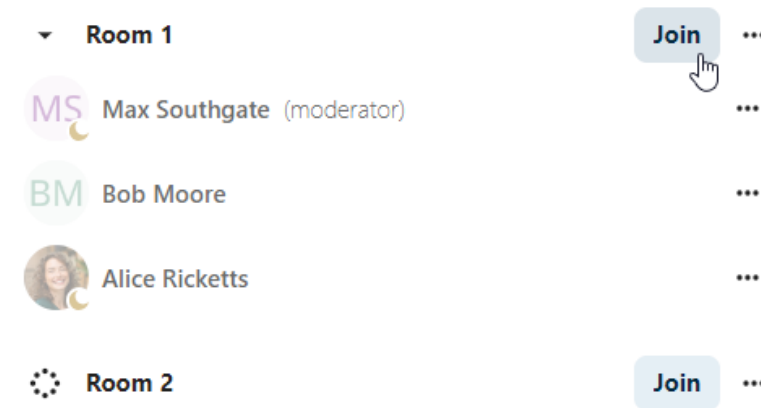 Room 1 Join
MS Max Southgate (moderator)
BM Bob Moore
Alice Ricketts
Room 2 Join